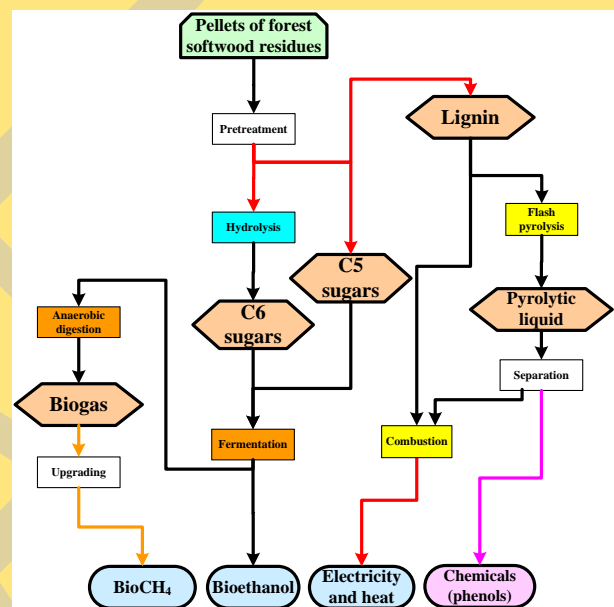 Pellets of forest
softwood residues
Lignin
Pretreatment
Hydrolysis
Flash
pyrolysis
C5
sugars
C6
sugars
Pyrolytic
liquid
Anaerobic
digestion
Separation
Biogas
Fermentation
Combustion
Upgrading
BioCH₄
Bioethanol
Electricity
and heat
Chemicals
(phenols)